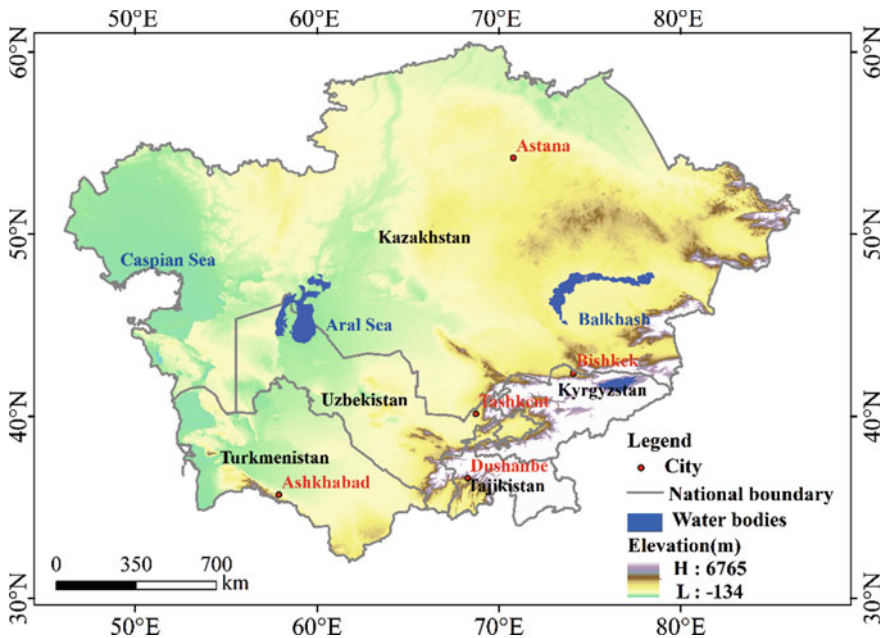 50°E 60°E 70°E 80°E
60°N 60°N
Astana
50°N 50°N
Kazakhstan
Caspian Sea
Aral Sea
Balkhash
Bishkek
Kyrgyzstan
Uzbekistan
Tashkent
40°N 40°N
Turkmenistan
Ashkhabad
Dushanbe
Tajikistan
Legend
City
National boundary
Water bodies
Elevation(m)
H : 6765
L : -134
0 350 700
km
30°N 30°N
50°E 60°E 70°E 80°E